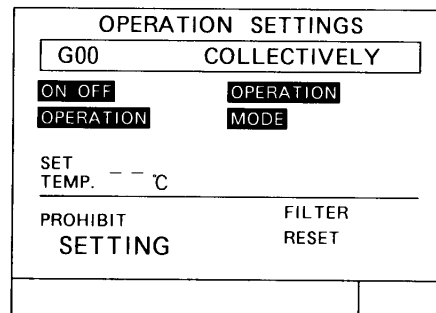 OPERATION SETTINGS
G00 COLLECTIVELY
ON OFF OPERATION
OPERATION MODE
SET
TEMP. -- °C
PROHIBIT FILTER
SETTING RESET